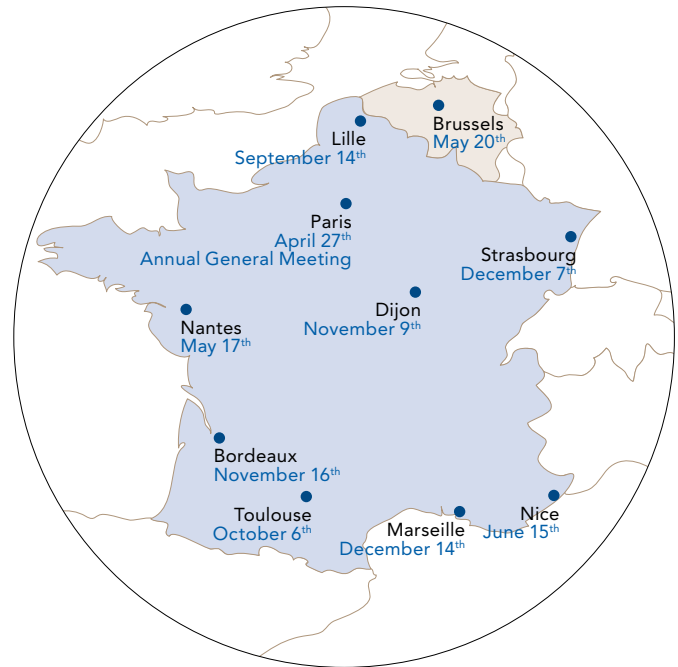 Brussels
May 20th
Lille
September 14th
Paris
April 27th
Annual General Meeting
Strasbourg
December 7th
Dijon
November 9th
Nantes
May 17th
Bordeaux
November 16th
Toulouse
October 6th
Marseille
December 14th
Nice
June 15th